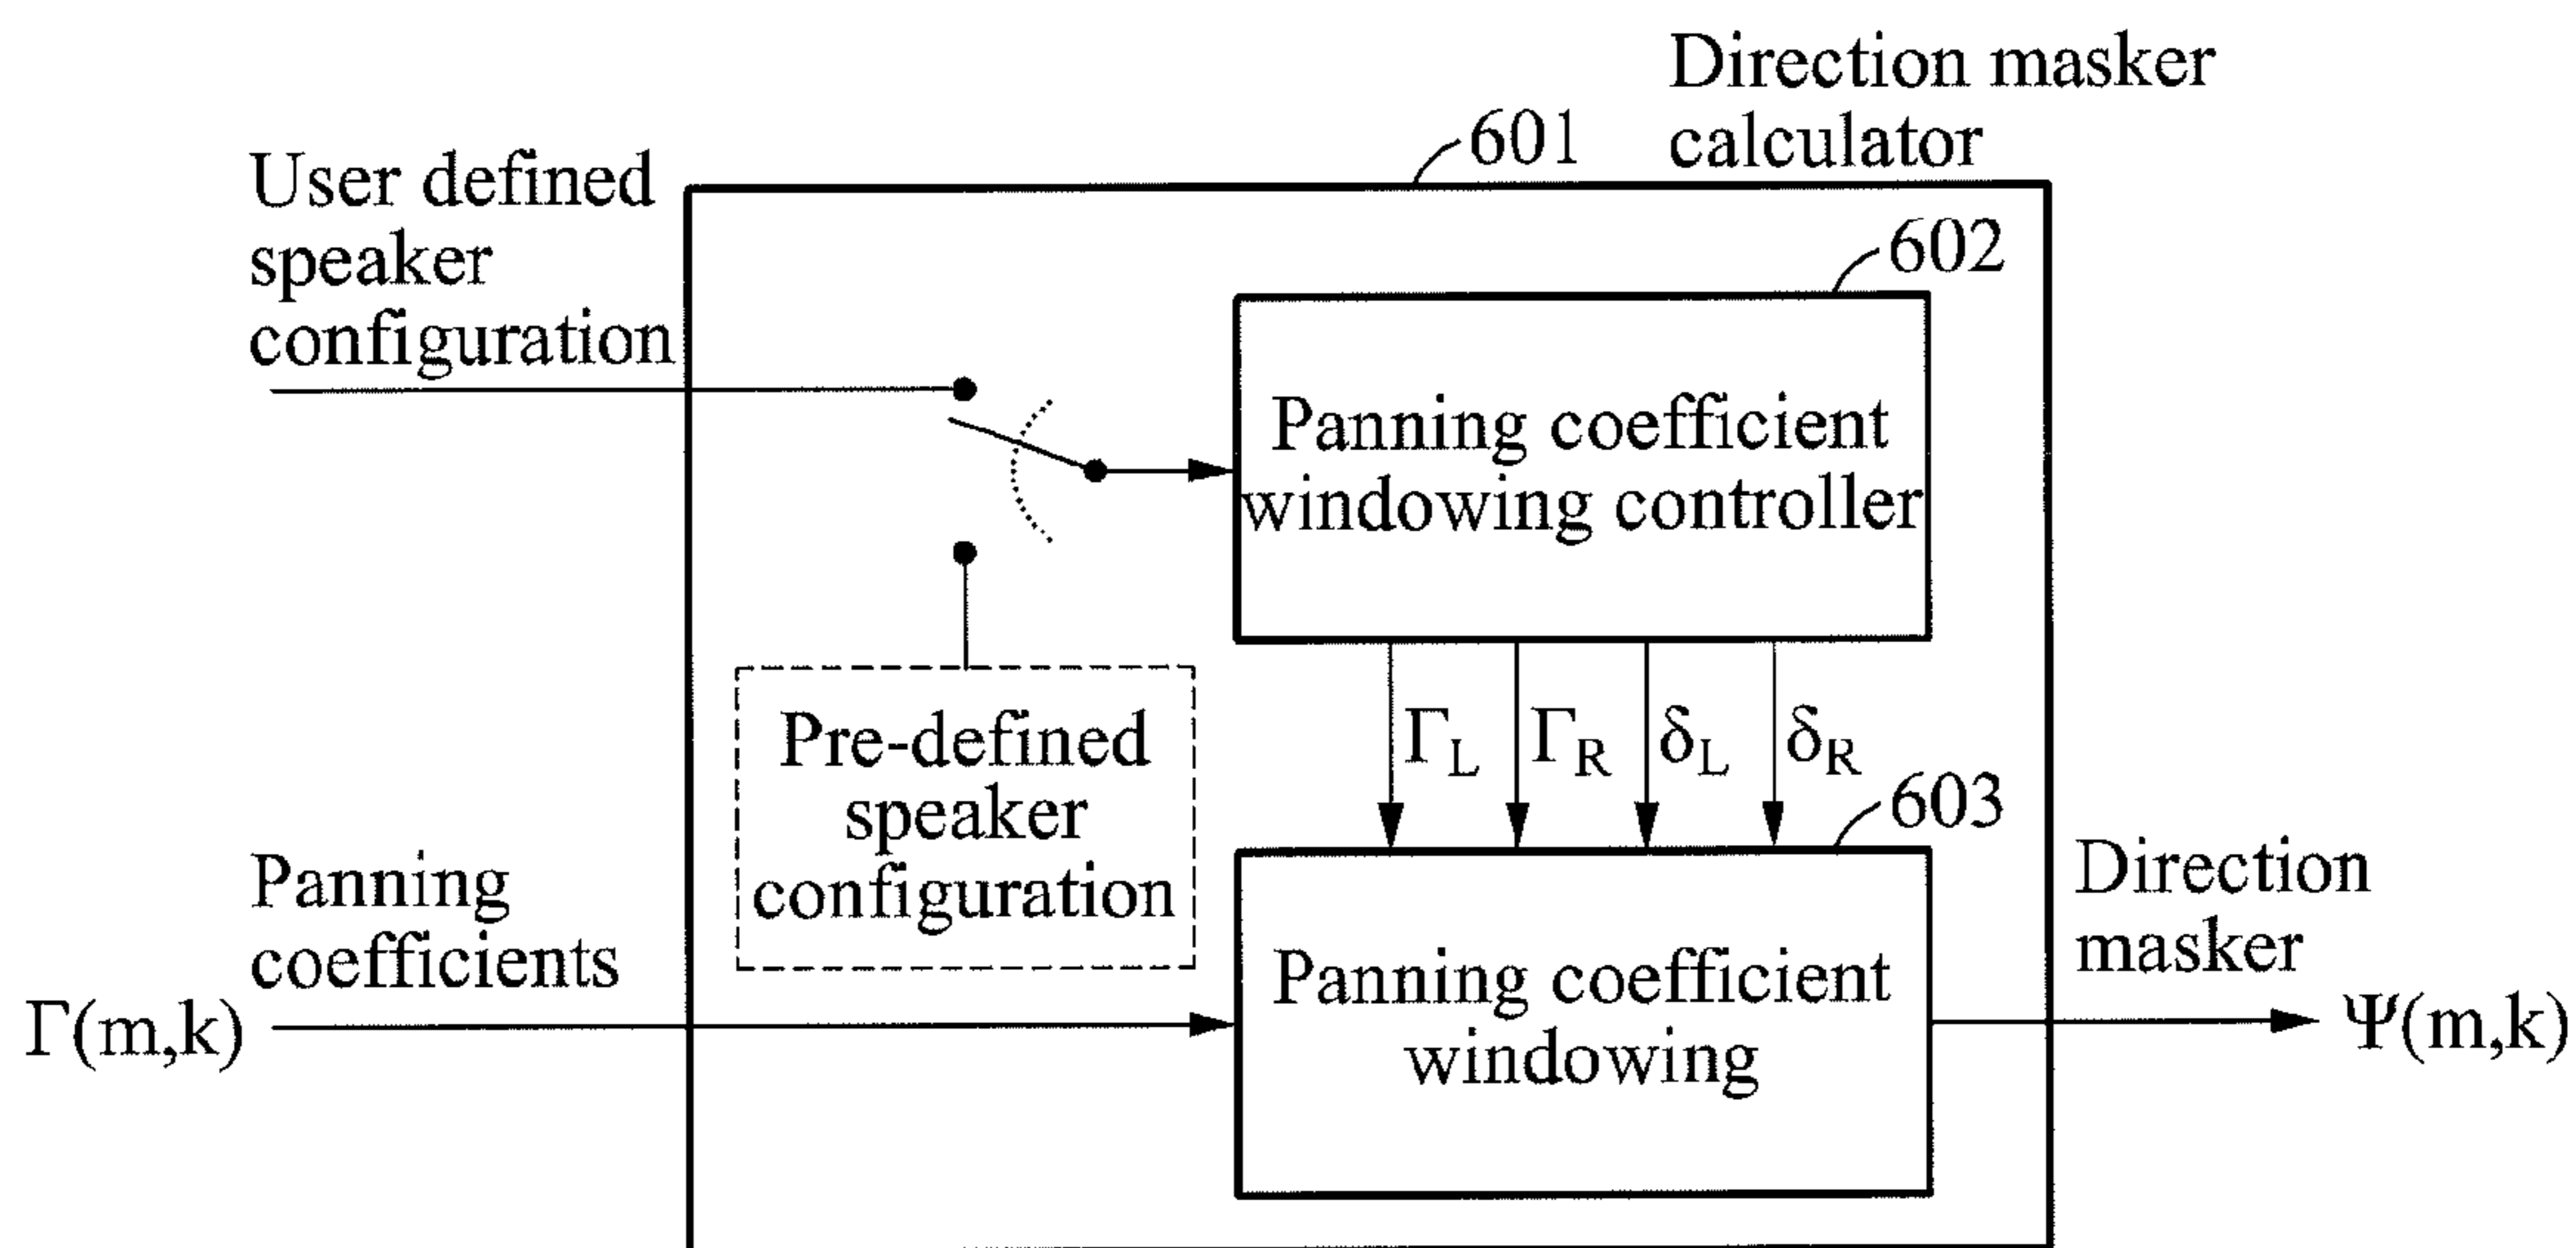 Direction masker
calculator
601
User defined
speaker
configuration
602
Panning coefficient
windowing controller
Pre-defined
speaker
configuration
ΓL
ΓR
δL
δR
603
Panning
coefficients
Γ(m,k)
Panning coefficient
windowing
Direction
masker
Ψ(m,k)